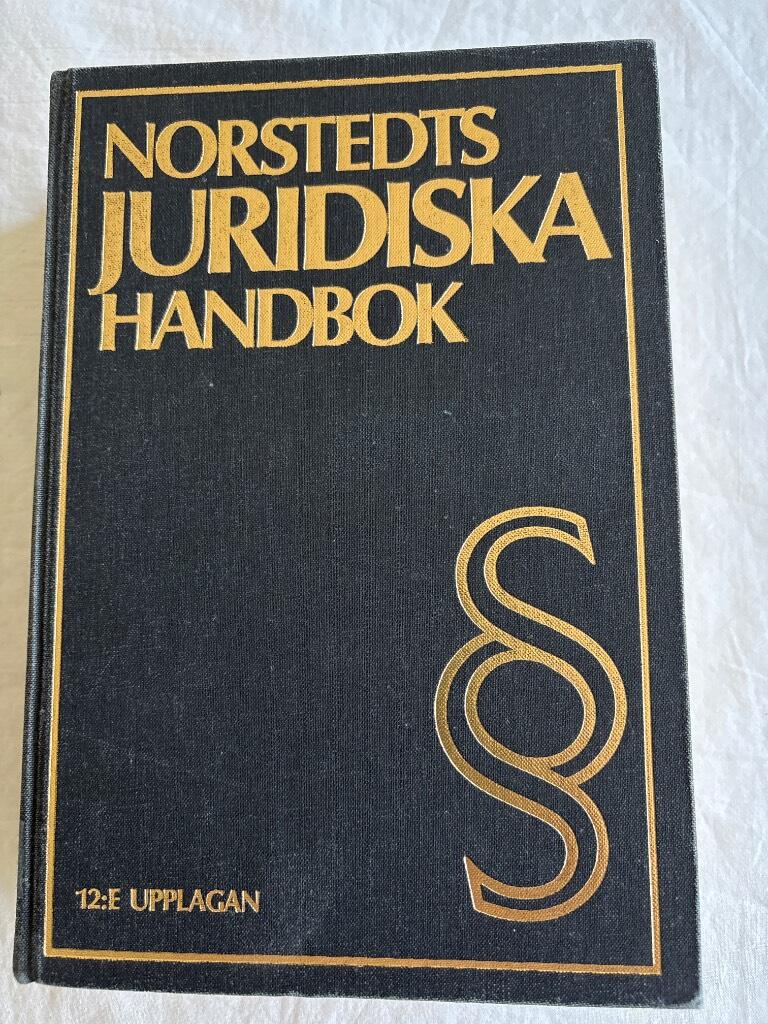 NORSTEDTS
JURIDISKA
HANDBOK
§
12:E UPPLAGAN